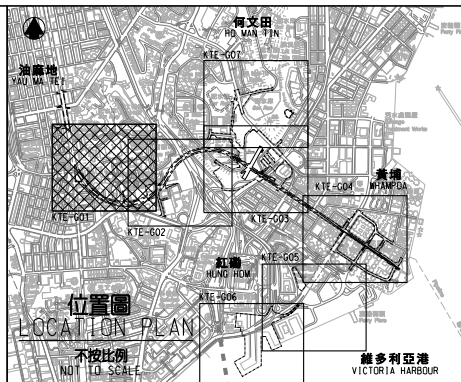 何文田
HO MAN TIN
KTE-G07
油麻地
YAU MA TEI
黃埔
WHAMPOA
KTE-G04
KTE-G01
KTE-G02
KTE-G03
紅磡
HUNG HOM
KTE-G05
KTE-G06
位置圖
LOCATION PLAN
不按比例
NOT TO SCALE
維多利亞港
VICTORIA HARBOUR